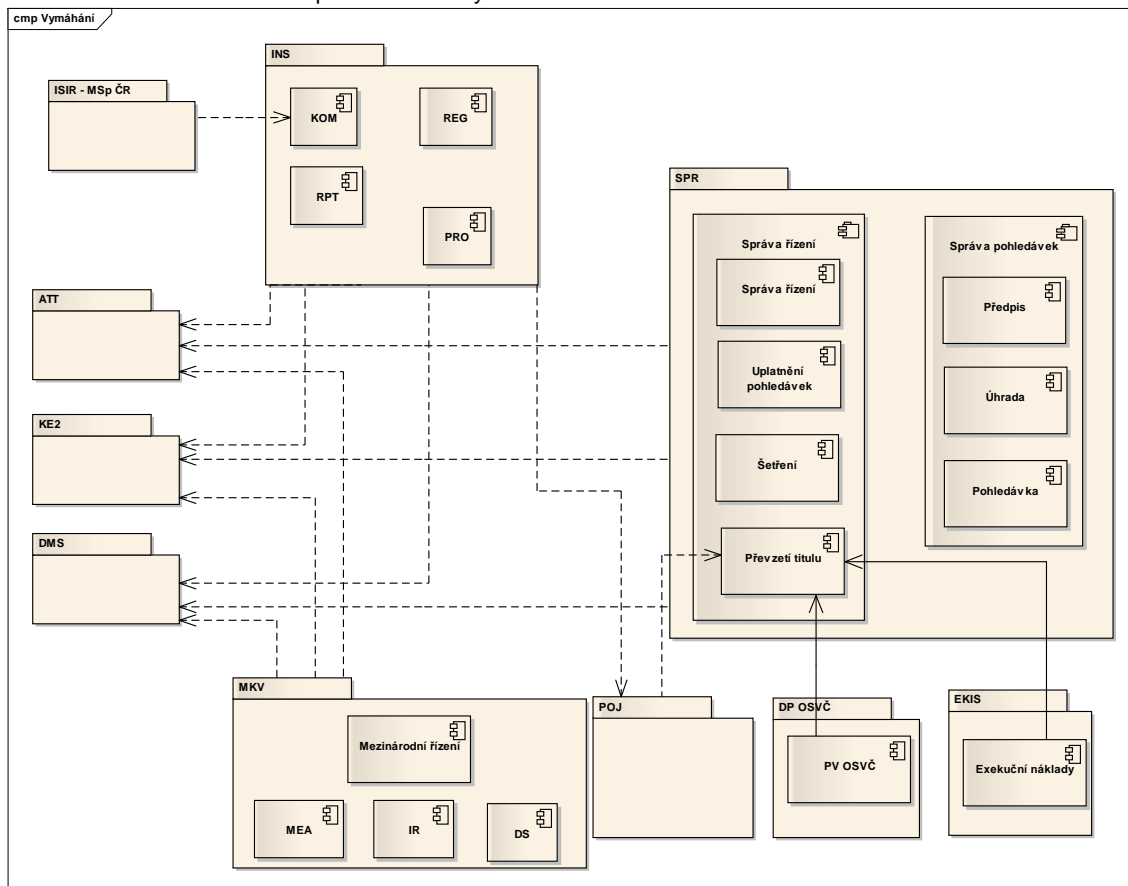 cmp Vymáhání
INS
ISIR - MSp ČR
KOM
REG
RPT
PRO
SPR
Správa řízení
Správa pohledávek
Správa řízení
Předpis
Uplatnění
pohledávek
Úhrada
Šetření
Pohledávka
Převzetí titulu
ATT
KE2
DMS
MKV
Mezinárodní řízení
MEA
IR
DS
POJ
DP OSVČ
PV OSVČ
EKIS
Exekuční náklady